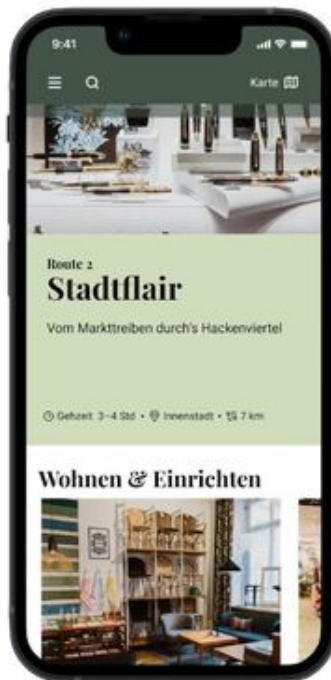 9:41
Karte
Route 2
Stadtflair
Vom Markttreiben durch's Hackenviertel
Gehzeit 3–4 Std • Innenstadt • 7 km
Wohnen & Einrichten